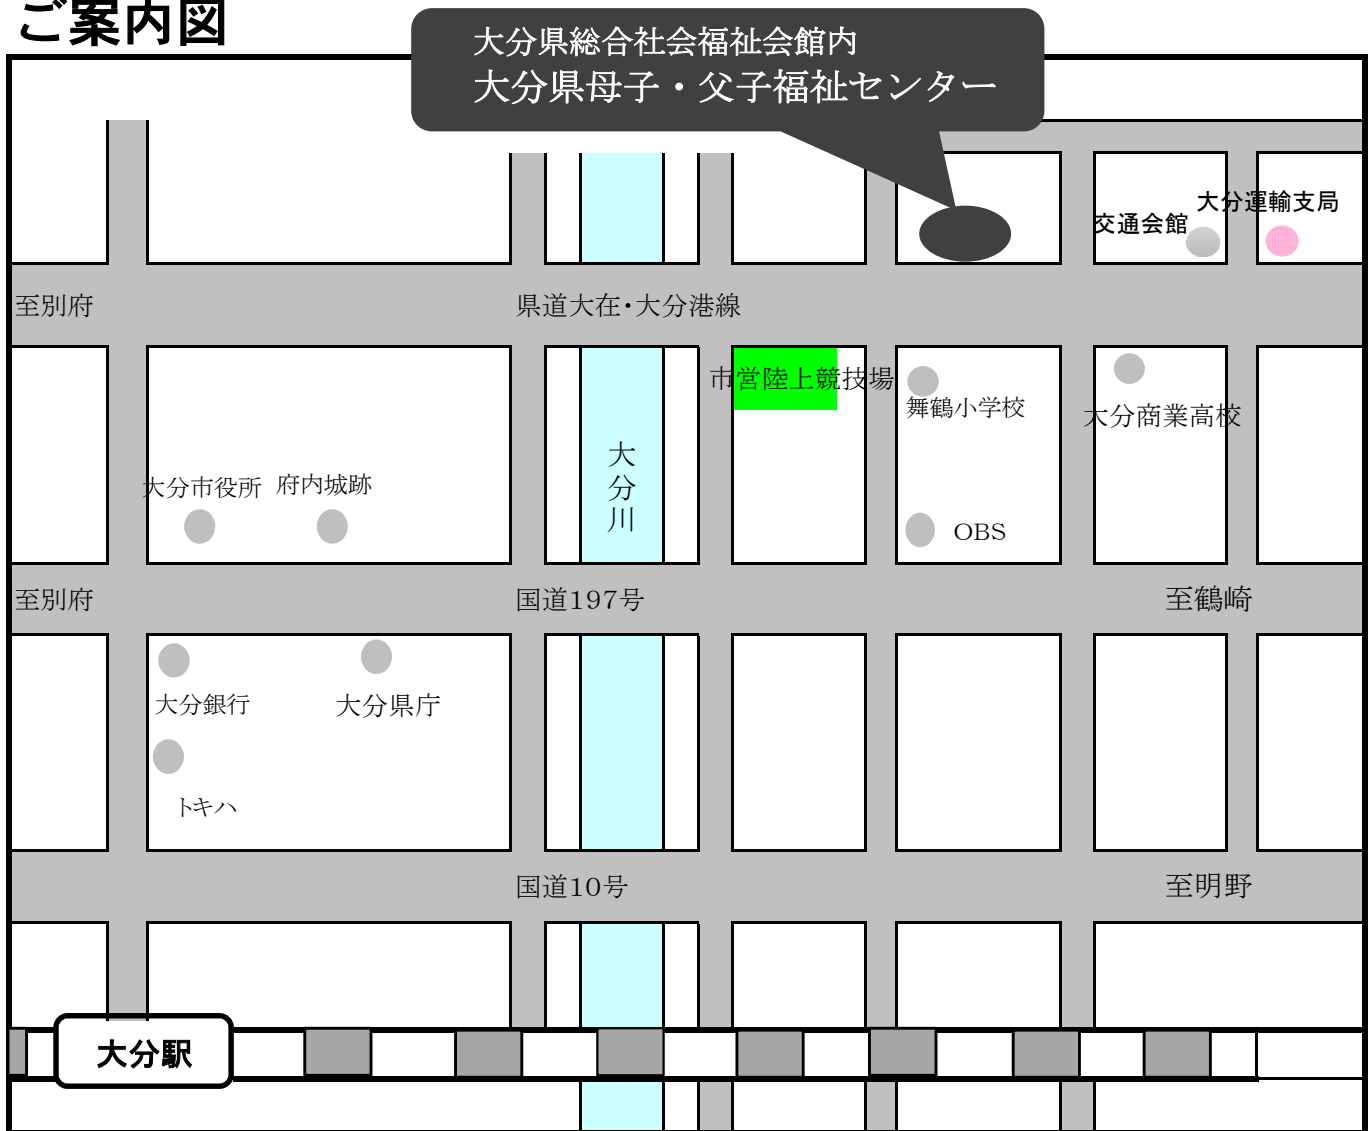 ご案内図
大分県総合社会福祉会館内
大分県母子・父子福祉センター
大分運輸支局
交通会館
至別府
県道大在・大分港線
市営陸上競技場
舞鶴小学校
大分商業高校
大分川
大分市役所
府内城跡
OBS
至別府
国道197号
至鶴崎
大分銀行
大分県庁
トキハ
国道10号
至明野
大分駅